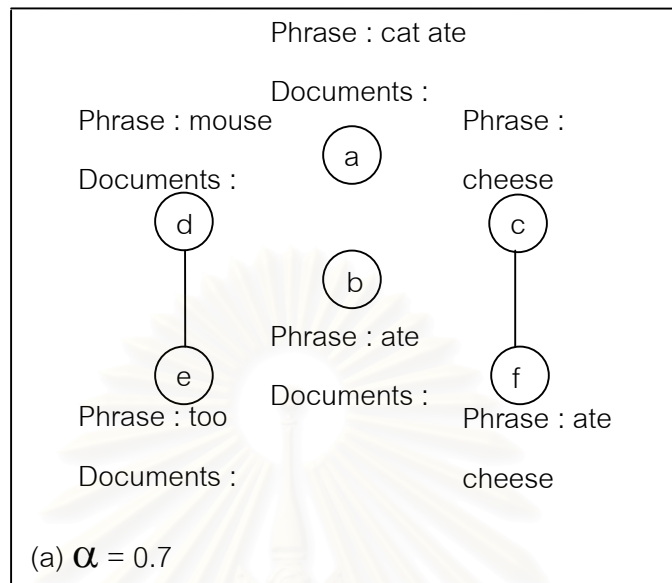 Phrase : cat ate
Documents :
a
Phrase : mouse
Documents :
d
Phrase :
cheese
c
b
Phrase : ate
Documents :
e
Phrase : too
Documents :
f
Phrase : ate
cheese
(a) α = 0.7